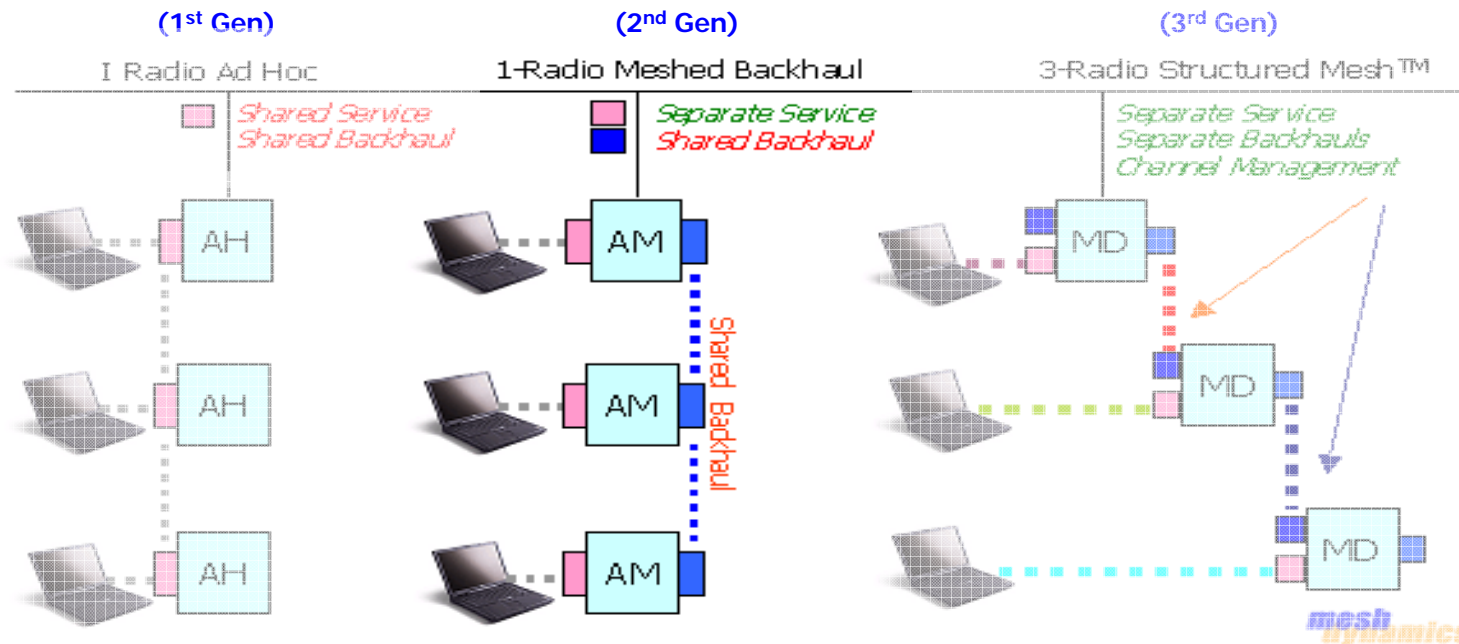 (1st Gen)
(2nd Gen)
(3rd Gen)
I Radio Ad Hoc
1-Radio Meshed Backhaul
3-Radio Structured Mesh™
Shared Service
Shared Backhaul
Separate Service
Shared Backhaul
Separate Service
Separate Backhauls
Channel Management
AH
AM
MD
Shared Backhaul
AH
AM
MD
AH
AM
MD
mesh
dynamics